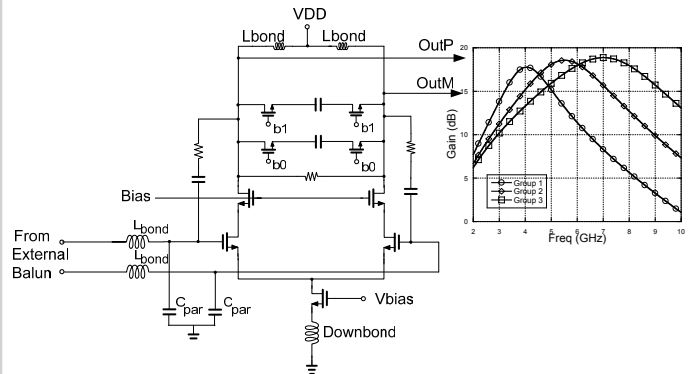 VDD
Lbond Lbond
OutP
OutM
b1 b1
b0 b0
Bias
Lbond
From
External
Balun
Lbond
Cpar Cpar
Vbias
Downbond
20
15
10
5
0
Gain (dB)
Group 1
Group 2
Group 3
2 3 4 5 6 7 8 9 10
Freq (GHz)